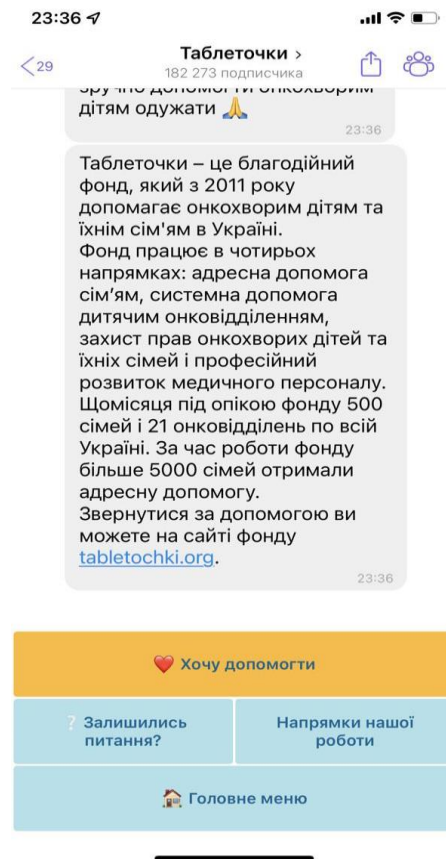 23:36
29
Таблеточки >
182 273 подписчика
дітям одужати 🙏
23:36
Таблеточки – це благодійний
фонд, який з 2011 року
допомагає онкохворим дітям та
їхнім сім'ям в Україні.
Фонд працює в чотирьох
напрямках: адресна допомога
сім'ям, системна допомога
дитячим онковідділенням,
захист прав онкохворих дітей та
їхніх сімей і професійний
розвиток медичного персоналу.
Щомісяця під опікою фонду 500
сімей і 21 онковідділень по всій
Україні. За час роботи фонду
більше 5000 сімей отримали
адресну допомогу.
Звернутися за допомогою ви
можете на сайті фонду
tabletochki.org.
23:36
❤️ Хочу допомогти
❔ Залишились
питання?
Напрямки нашої
роботи
🏠 Головне меню